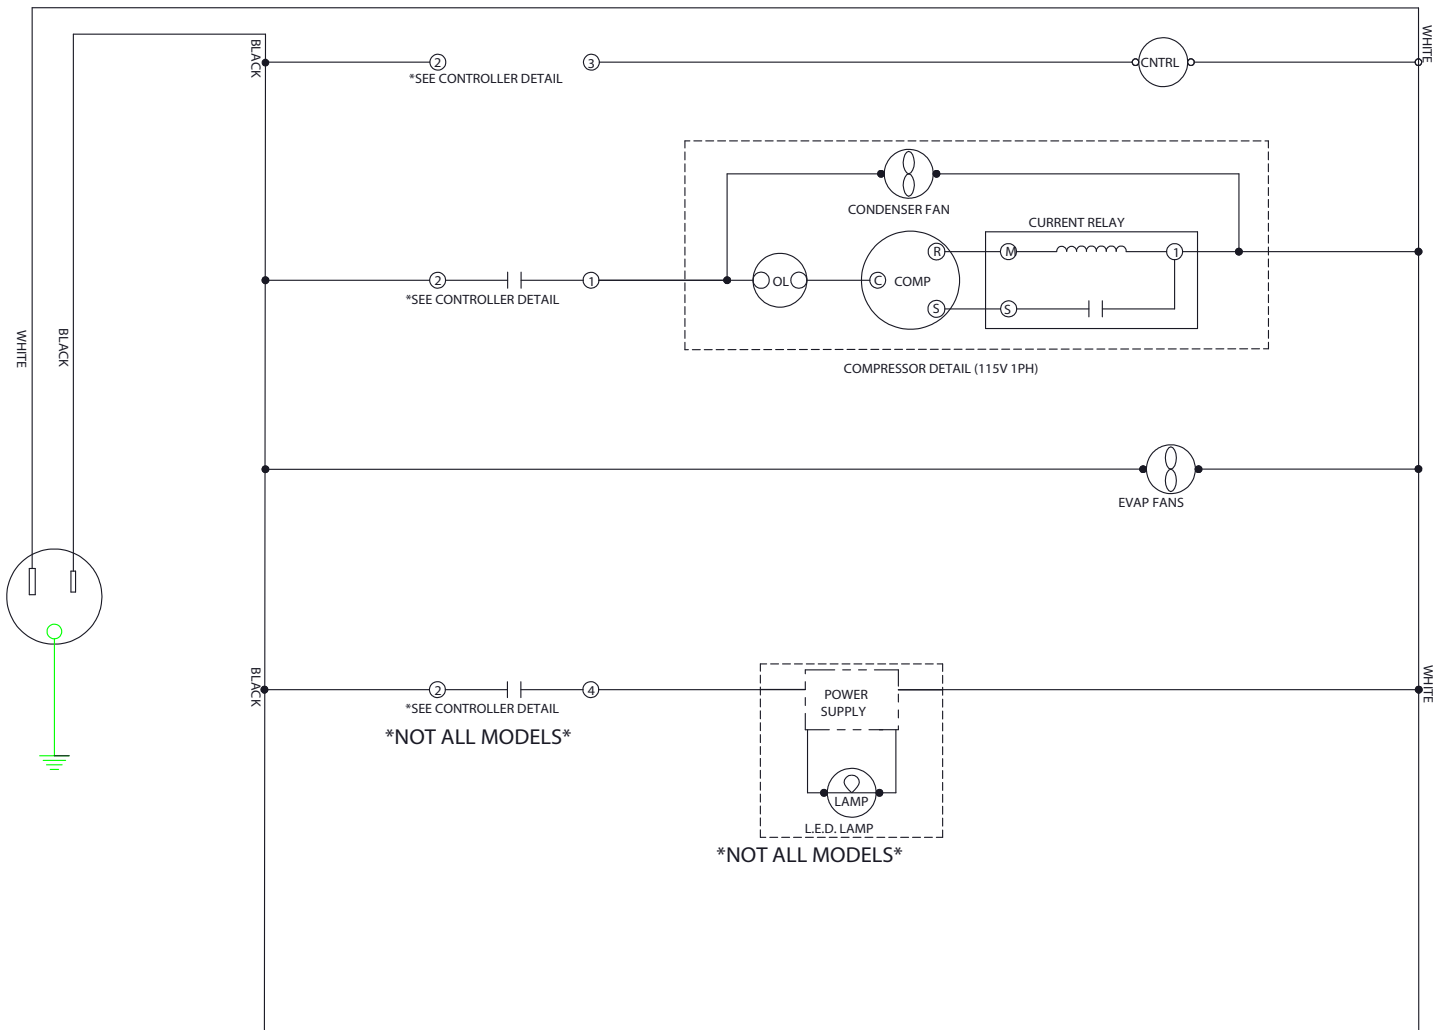 BLACK
WHITE
2
3
CNTRL
*SEE CONTROLLER DETAIL
CONDENSER FAN
CURRENT RELAY
R
M
1
2
1
OL
C
COMP
*SEE CONTROLLER DETAIL
S
S
WHITE
BLACK
COMPRESSOR DETAIL (115V 1PH)
EVAP FANS
BLACK
WHITE
2
4
POWER
SUPPLY
*SEE CONTROLLER DETAIL
*NOT ALL MODELS*
LAMP
L.E.D. LAMP
*NOT ALL MODELS*